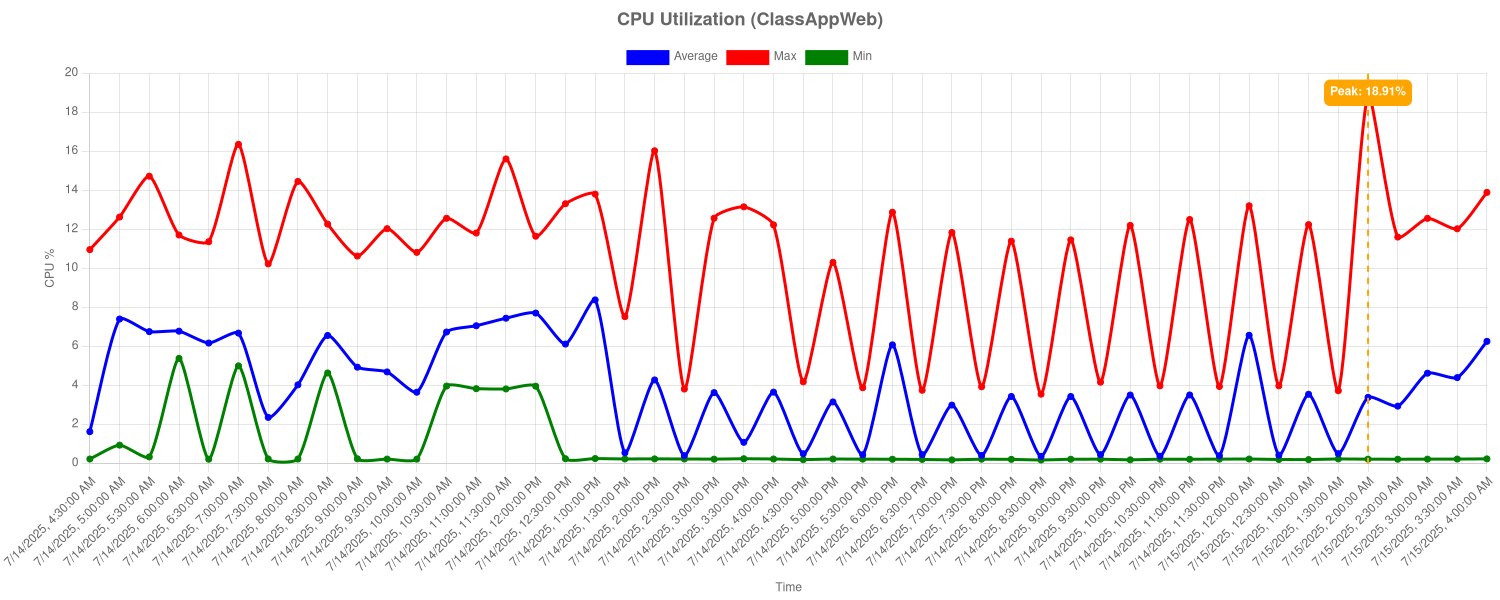 CPU Utilization (ClassAppWeb)
Average Max Min
CPU %
20
18
16
14
12
10
8
6
4
2
0
Peak: 18.91%
7/14/2025, 4:30:00 AM
7/14/2025, 5:00:00 AM
7/14/2025, 5:30:00 AM
7/14/2025, 6:00:00 AM
7/14/2025, 6:30:00 AM
7/14/2025, 7:00:00 AM
7/14/2025, 7:30:00 AM
7/14/2025, 8:00:00 AM
7/14/2025, 8:30:00 AM
7/14/2025, 9:00:00 AM
7/14/2025, 9:30:00 AM
7/14/2025, 10:00:00 AM
7/14/2025, 10:30:00 AM
7/14/2025, 11:00:00 AM
7/14/2025, 11:30:00 AM
7/14/2025, 12:00:00 PM
7/14/2025, 12:30:00 PM
7/14/2025, 1:00:00 PM
7/14/2025, 1:30:00 PM
7/14/2025, 2:00:00 PM
7/14/2025, 2:30:00 PM
7/14/2025, 3:00:00 PM
7/14/2025, 3:30:00 PM
7/14/2025, 4:00:00 PM
7/14/2025, 4:30:00 PM
7/14/2025, 5:00:00 PM
7/14/2025, 5:30:00 PM
7/14/2025, 6:00:00 PM
7/14/2025, 6:30:00 PM
7/14/2025, 7:00:00 PM
7/14/2025, 7:30:00 PM
7/14/2025, 8:00:00 PM
7/14/2025, 8:30:00 PM
7/14/2025, 9:00:00 PM
7/14/2025, 9:30:00 PM
7/14/2025, 10:00:00 PM
7/14/2025, 10:30:00 PM
7/14/2025, 11:00:00 PM
7/14/2025, 11:30:00 PM
7/15/2025, 12:00:00 AM
7/15/2025, 12:30:00 AM
7/15/2025, 1:00:00 AM
7/15/2025, 1:30:00 AM
7/15/2025, 2:00:00 AM
7/15/2025, 2:30:00 AM
7/15/2025, 3:00:00 AM
7/15/2025, 3:30:00 AM
7/15/2025, 4:00:00 AM
Time